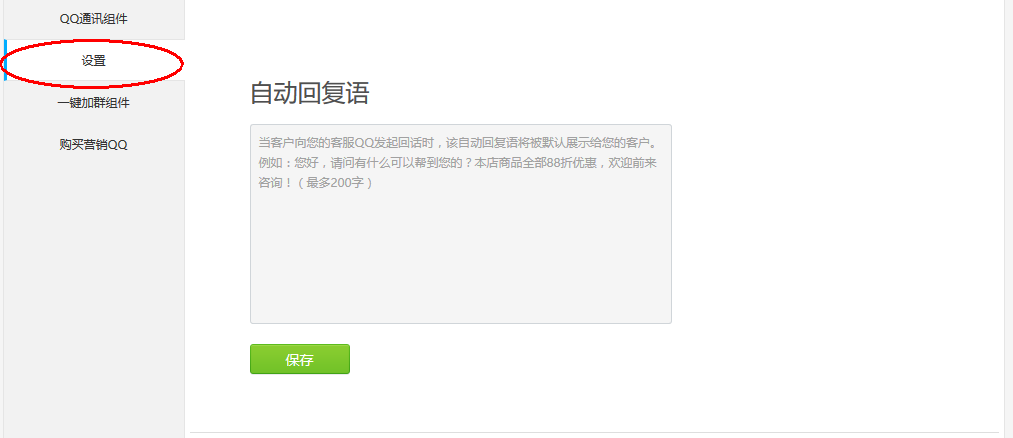 QQ通讯组件
设置
一键加群组件
购买营销QQ
自动回复语
当客户向您的客服QQ发起回话时，该自动回复语将被默认展示给您的客户。
例如：您好，请问有什么可以帮到您的？本店商品全部88折优惠，欢迎前来
咨询！（最多200字）
保存